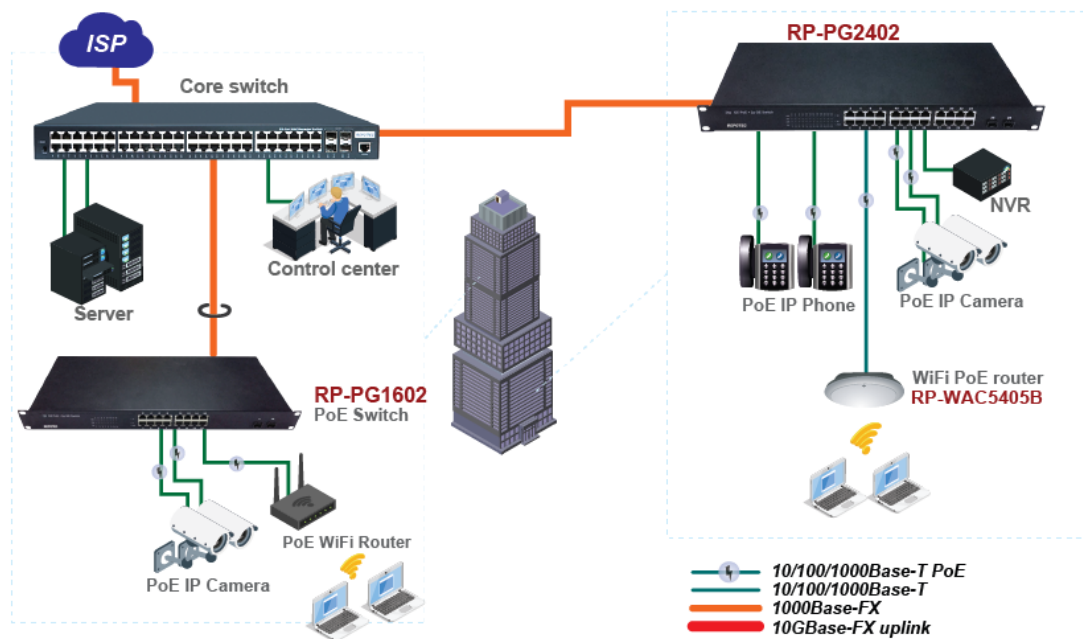 ISP
Core switch
Server
Control center
RP-PG1602
PoE Switch
PoE IP Camera
PoE WiFi Router
RP-PG2402
NVR
PoE IP Phone
PoE IP Camera
WiFi PoE router
RP-WAC5405B
10/100/1000Base-T PoE
10/100/1000Base-T
1000Base-FX
10GBase-FX uplink